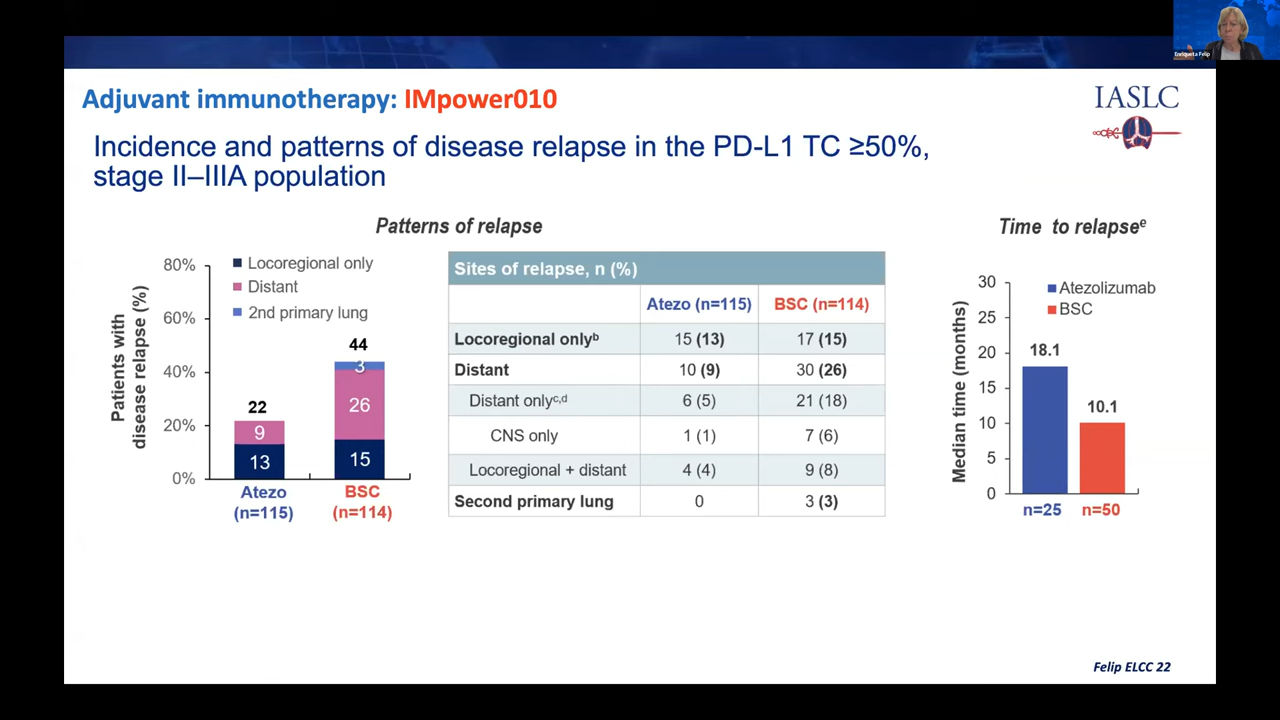 Enriqueta Felip
Adjuvant immunotherapy: IMpower010
IASLC
Incidence and patterns of disease relapse in the PD-L1 TC ≥50%,
stage II–IIIA population
Patterns of relapse
Patients with
disease relapse (%)
80%
60%
40%
20%
0%
Locoregional only
Distant
2nd primary lung
22
9
13
44
3
26
15
Atezo
(n=115)
BSC
(n=114)
Sites of relapse, n (%)
Atezo (n=115) BSC (n=114)
Locoregional onlyᵇ 15 (13) 17 (15)
Distant 10 (9) 30 (26)
Distant onlyᶜ,ᵈ 6 (5) 21 (18)
CNS only 1 (1) 7 (6)
Locoregional + distant 4 (4) 9 (8)
Second primary lung 0 3 (3)
Time to relapseᵉ
Median time (months)
30
25
20
15
10
5
0
Atezolizumab
BSC
18.1
10.1
n=25 n=50
Felip ELCC 22